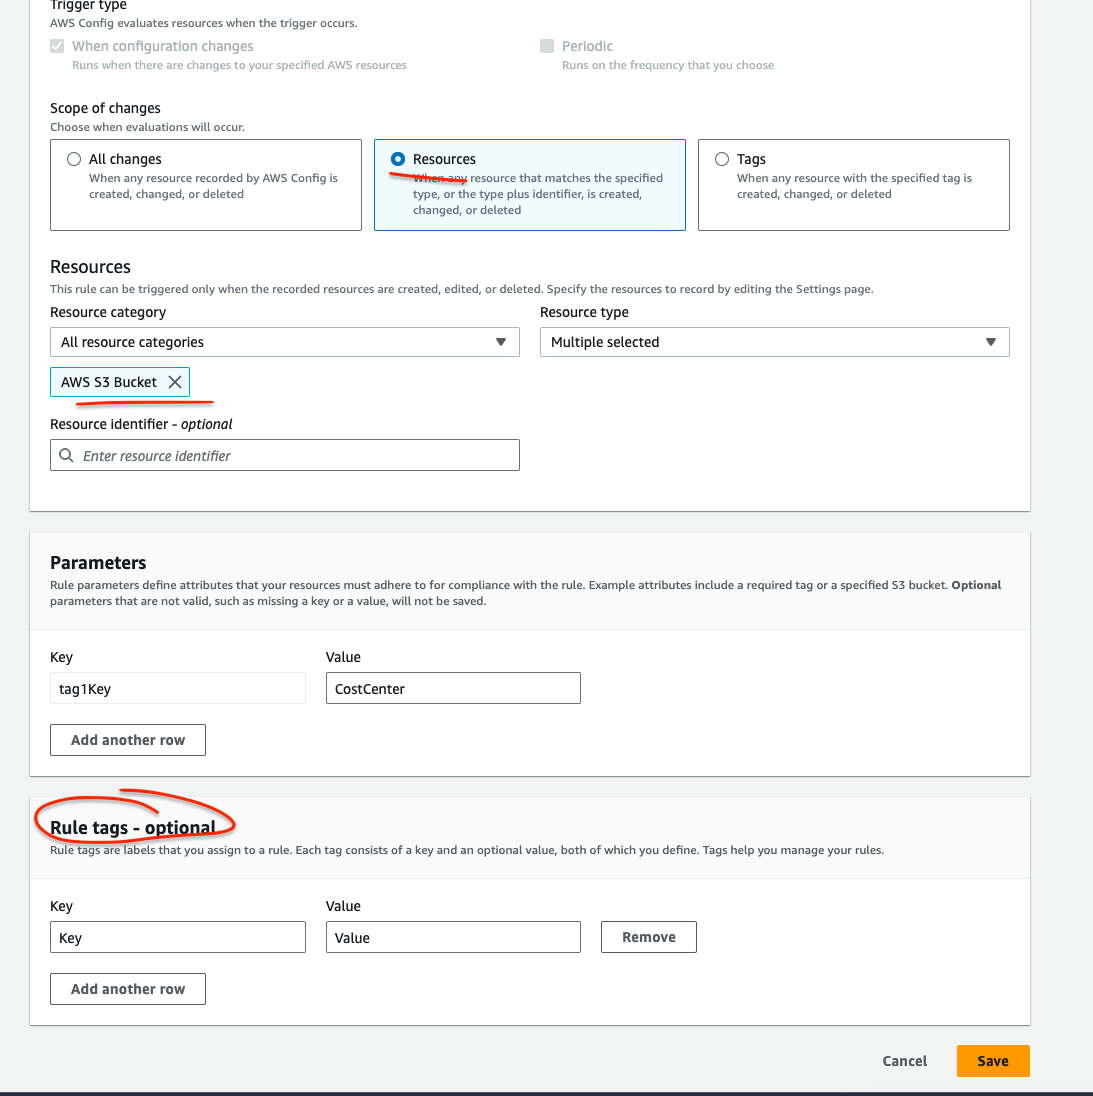 Trigger type
AWS Config evaluates resources when the trigger occurs.
When configuration changes
Runs when there are changes to your specified AWS resources
Periodic
Runs on the frequency that you choose
Scope of changes
Choose when evaluations will occur.
All changes
When any resource recorded by AWS Config is
created, changed, or deleted
Resources
When any resource that matches the specified
type, or the type plus identifier, is created,
changed, or deleted
Tags
When any resource with the specified tag is
created, changed, or deleted
Resources
This rule can be triggered only when the recorded resources are created, edited, or deleted. Specify the resources to record by editing the Settings page.
Resource category
All resource categories
Resource type
Multiple selected
AWS S3 Bucket
Resource identifier - optional
Enter resource identifier
Parameters
Rule parameters define attributes that your resources must adhere to for compliance with the rule. Example attributes include a required tag or a specified S3 bucket. Optional
parameters that are not valid, such as missing a key or a value, will not be saved.
Key
Value
tag1Key
CostCenter
Add another row
Rule tags - optional
Rule tags are labels that you assign to a rule. Each tag consists of a key and an optional value, both of which you define. Tags help you manage your rules.
Key
Value
Key
Value
Remove
Add another row
Cancel
Save